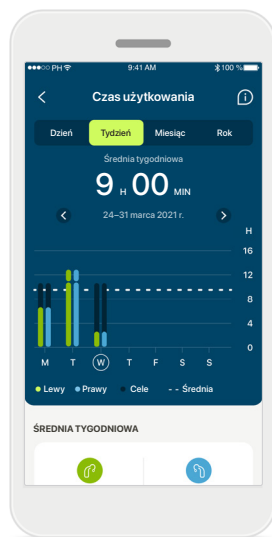 PH 9:41 AM 100 %
Czas użytkowania
Dzień Tydzień Miesiąc Rok
Średnia tygodniowa
9 H 00 MIN
24–31 marca 2021 r.
H
16
12
8
4
0
M T W T F S S
Lewy Prawy Cele - - Średnia
ŚREDNIA TYGODNIOWA